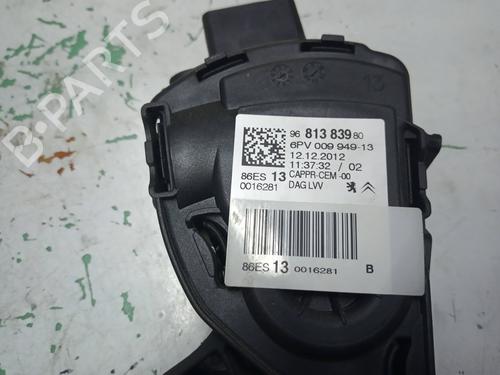 B-PARTS
13
96 813 839 80
6PV 009 949-13
12.12.2012
11:37:32 / 02
86ES 13 CAPPR-CEM -00
0016281 DAG LVV
86ES 13 0016281 B